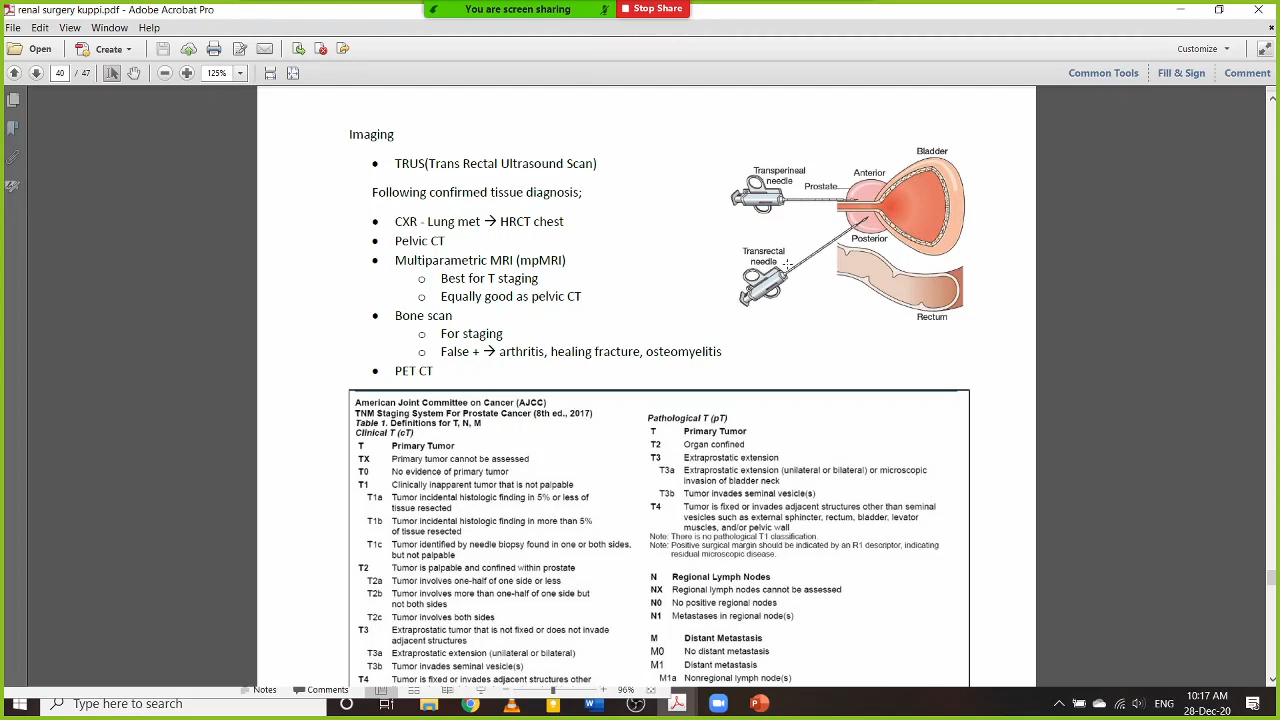 renal surgery kuppi.pdf - Adobe Acrobat Pro
You are screen sharing
Stop Share
File Edit View Window Help
Open
Create
Customize
40 / 47
125%
Common Tools
Fill & Sign
Comment
Imaging
• TRUS(Trans Rectal Ultrasound Scan)
Following confirmed tissue diagnosis;
• CXR - Lung met → HRCT chest
• Pelvic CT
• Multiparametric MRI (mpMRI)
o Best for T staging
o Equally good as pelvic CT
• Bone scan
o For staging
o False + → arthritis, healing fracture, osteomyelitis
• PET CT
Bladder
Transperineal
needle
Anterior
Prostate
Posterior
Transrectal
needle
Rectum
American Joint Committee on Cancer (AJCC)
TNM Staging System For Prostate Cancer (8th ed., 2017)
Table 1. Definitions for T, N, M
Clinical T (cT)
T Primary Tumor
TX Primary tumor cannot be assessed
T0 No evidence of primary tumor
T1 Clinically inapparent tumor that is not palpable
T1a Tumor incidental histologic finding in 5% or less of
tissue resected
T1b Tumor incidental histologic finding in more than 5%
of tissue resected
T1c Tumor identified by needle biopsy found in one or both sides,
but not palpable
T2 Tumor is palpable and confined within prostate
T2a Tumor involves one-half of one side or less
T2b Tumor involves more than one-half of one side but
not both sides
T2c Tumor involves both sides
T3 Extraprostatic tumor that is not fixed or does not invade
adjacent structures
T3a Extraprostatic extension (unilateral or bilateral)
T3b Tumor invades seminal vesicle(s)
T4 Tumor is fixed or invades adjacent structures other
Pathological T (pT)
T Primary Tumor
T2 Organ confined
T3 Extraprostatic extension
T3a Extraprostatic extension (unilateral or bilateral) or microscopic
invasion of bladder neck
T3b Tumor invades seminal vesicle(s)
T4 Tumor is fixed or invades adjacent structures other than seminal
vesicles such as external sphincter, rectum, bladder, levator
muscles, and/or pelvic wall
Note: There is no pathological T1 classification.
Note: Positive surgical margin should be indicated by an R1 descriptor, indicating
residual microscopic disease.
N Regional Lymph Nodes
NX Regional lymph nodes cannot be assessed
N0 No positive regional nodes
N1 Metastases in regional node(s)
M Distant Metastasis
M0 No distant metastasis
M1 Distant metastasis
M1a Nonregional lymph node(s)
Notes
Comments
96%
Type here to search
ENG
10:17 AM
28-Dec-20